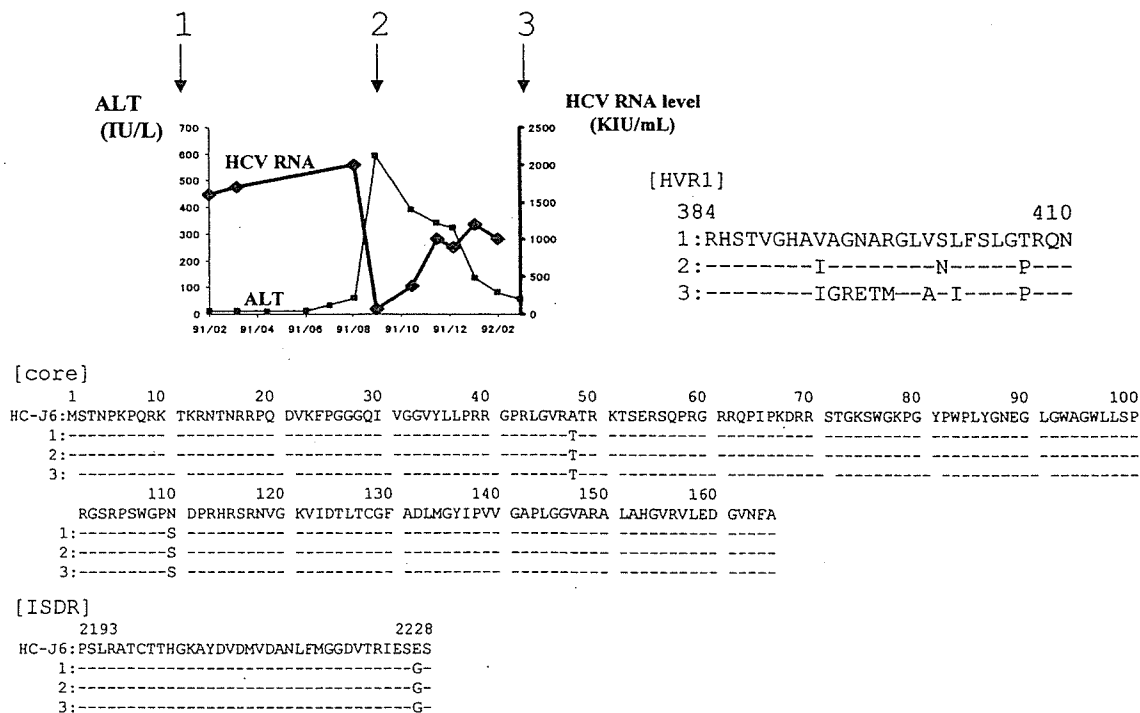 1 2 3
ALT
(IU/L)
HCV RNA level
(KIU/mL)
700 2500
600 2000
500
400 1500
300 1000
200
100 500
0 0
HCV RNA
ALT
91/02 91/04 91/06 91/08 91/10 91/12 92/02
[HVR1]
384 410
1:RHSTVGHAVAGNARGLVSLFSLGTRQN
2:--------I--------N-----P---
3:--------IGRETM--A-I----P---
[core]
1 10 20 30 40 50 60 70 80 90 100
HC-J6:MSTNPKPQRK TKRNTNRRPQ DVKFPGGGQI VGGVYLLPRR GPRLGVRATR KTSERSQPRG RRQPIPKDRR STGKSWGKPG YPWPLYGNEG LGWAGWLLSP
1:---------- ---------- ---------- ---------- -------T-- ---------- ---------- ---------- ---------- ----------
2:---------- ---------- ---------- ---------- -------T-- ---------- ---------- ---------- ---------- ----------
3:---------- ---------- ---------- ---------- -------T-- ---------- ---------- ---------- ---------- ----------
110 120 130 140 150 160
RGSRPSWGPN DPRHRSRNVG KVIDTLTCGF ADLMGYIPVV GAPLGGVARA LAHGVRVLED GVNFA
1:---------S ---------- ---------- ---------- ---------- ---------- -----
2:---------S ---------- ---------- ---------- ---------- ---------- -----
3:---------S ---------- ---------- ---------- ---------- ---------- -----
[ISDR]
2193 2228
HC-J6:PSLRATCTTHGKAYDVDMVDANLFMGGDVTRIESES
1:----------------------------------G-
2:----------------------------------G-
3:----------------------------------G-